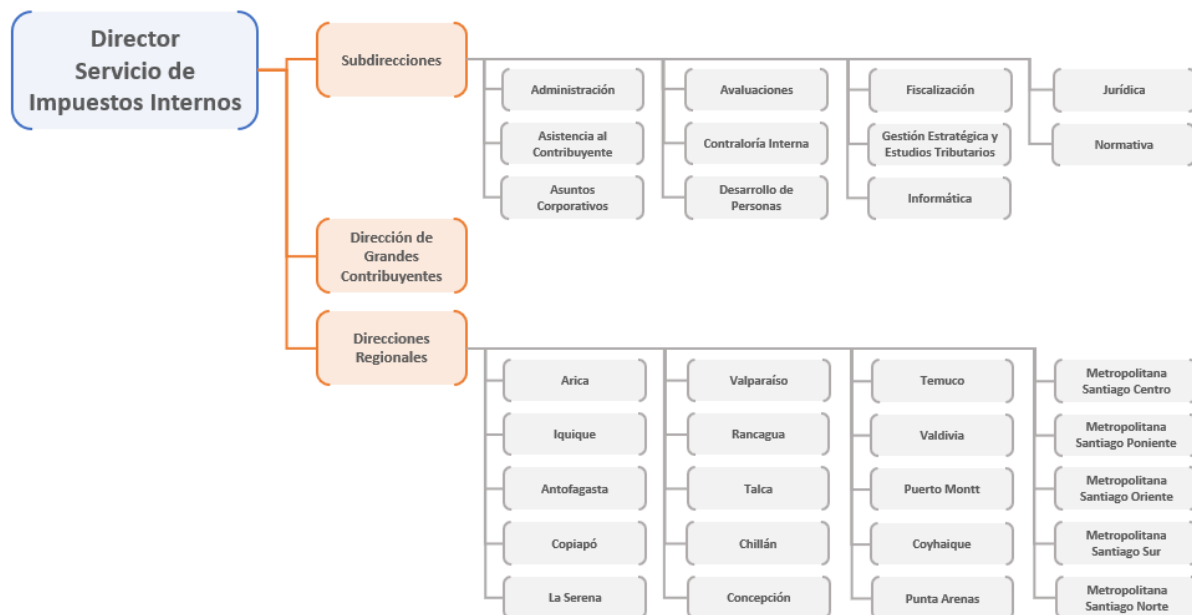 Director
Servicio de
Impuestos Internos
Subdirecciones
Administración
Asistencia al
Contribuyente
Asuntos
Corporativos
Avaluaciones
Contraloría Interna
Desarrollo de
Personas
Fiscalización
Gestión Estratégica y
Estudios Tributarios
Informática
Jurídica
Normativa
Dirección de
Grandes
Contribuyentes
Direcciones
Regionales
Arica
Iquique
Antofagasta
Copiapó
La Serena
Valparaíso
Rancagua
Talca
Chillán
Concepción
Temuco
Valdivia
Puerto Montt
Coyhaique
Punta Arenas
Metropolitana
Santiago Centro
Metropolitana
Santiago Poniente
Metropolitana
Santiago Oriente
Metropolitana
Santiago Sur
Metropolitana
Santiago Norte